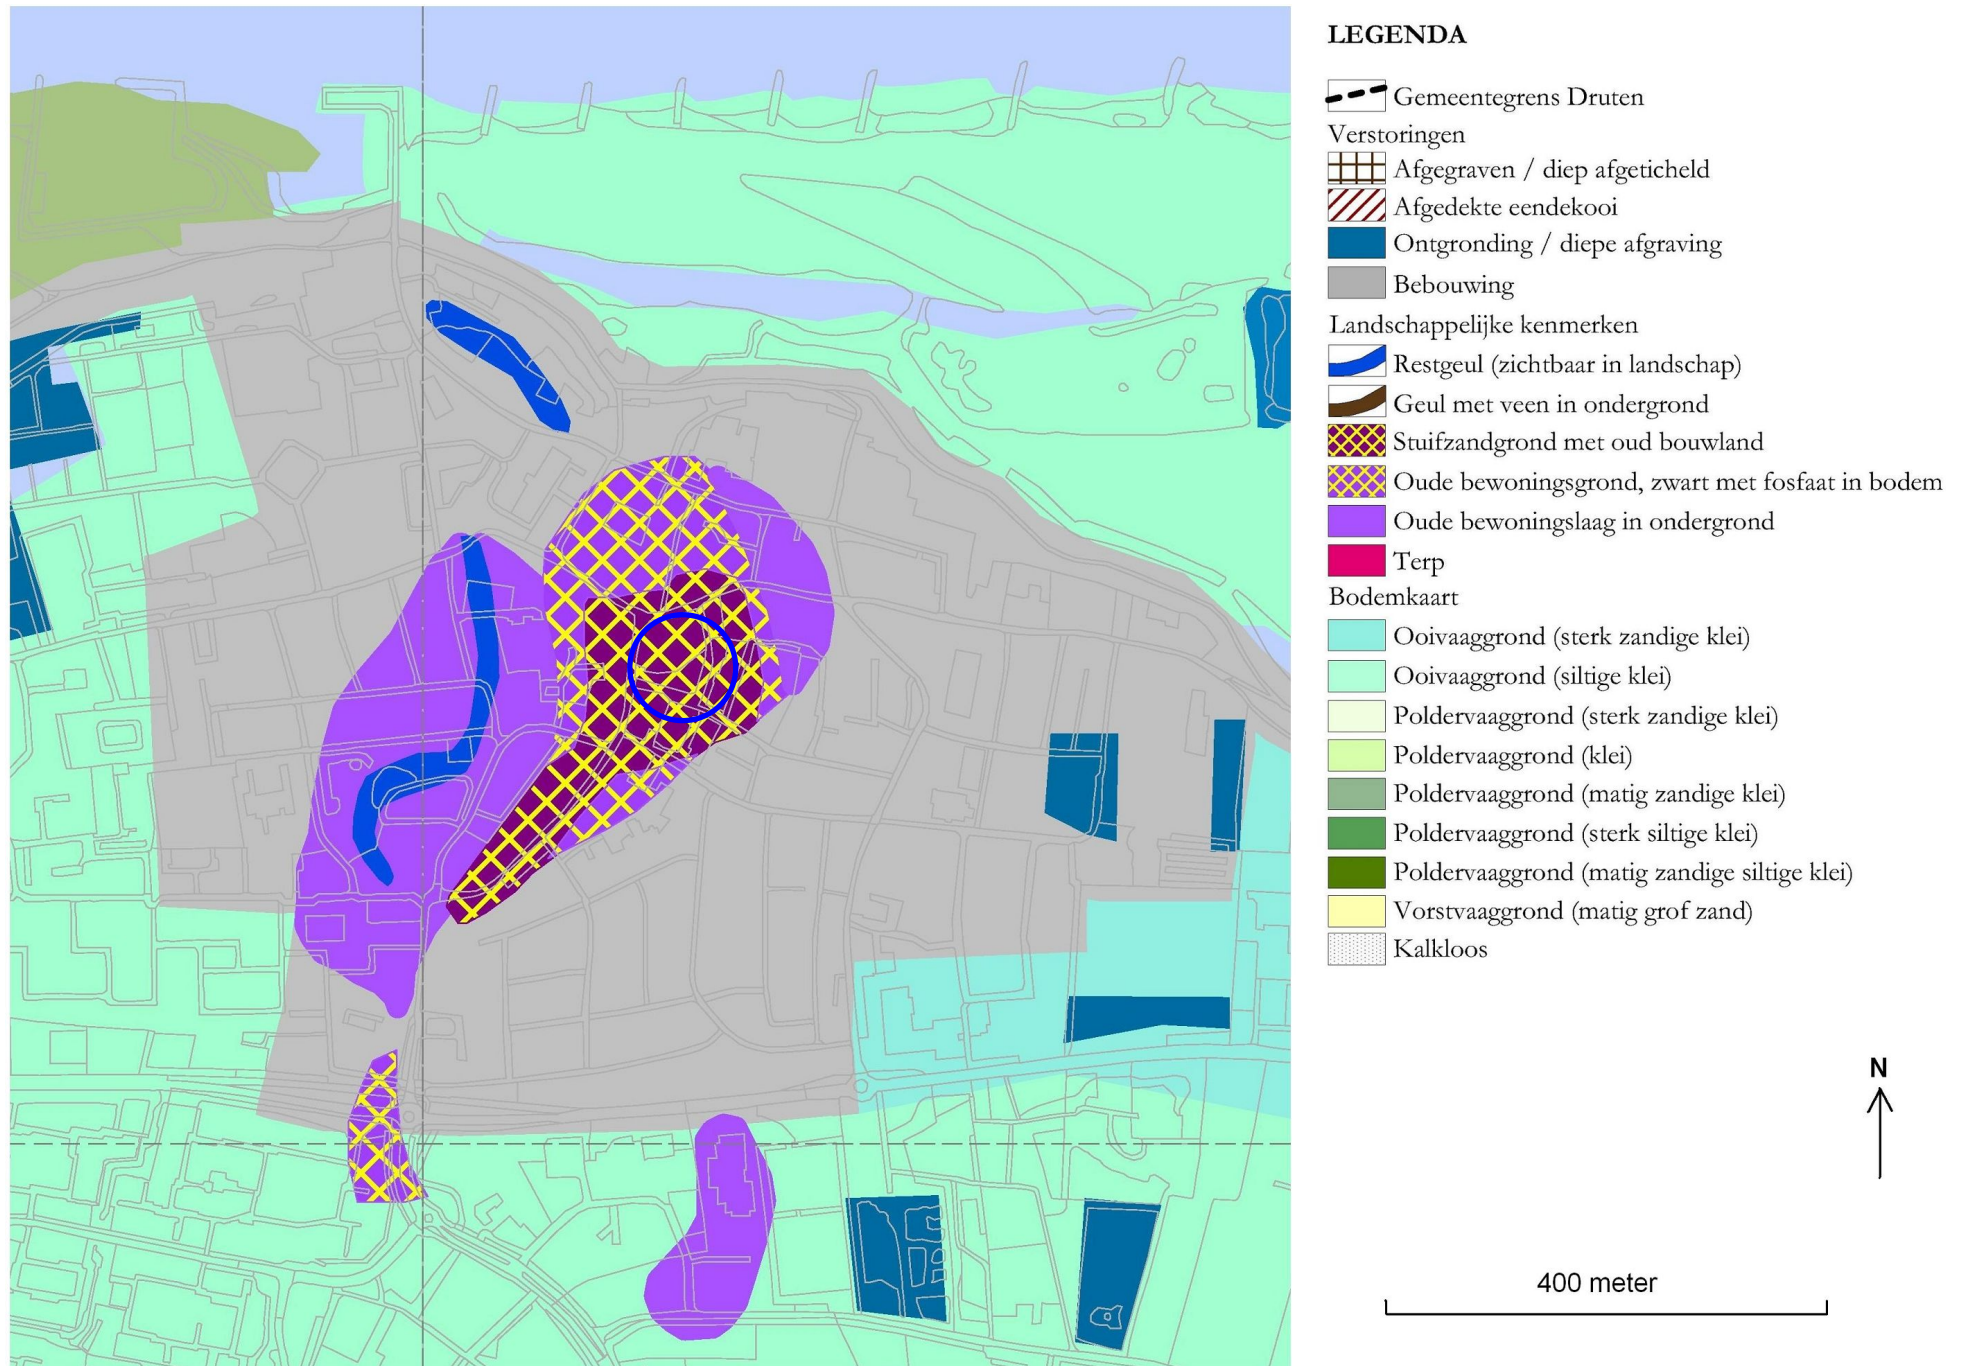 LEGENDA
Gemeentegrens Druten
Verstoringen
Afgegraven / diep afgeticheld
Afgedekte eendekooi
Ontgronding / diepe afgraving
Bebouwing
Landschappelijke kenmerken
Restgeul (zichtbaar in landschap)
Geul met veen in ondergrond
Stuifzandgrond met oud bouwland
Oude bewoningsgrond, zwart met fosfaat in bodem
Oude bewoningslaag in ondergrond
Terp
Bodemkaart
Ooivaaggrond (sterk zandige klei)
Ooivaaggrond (siltige klei)
Poldervaaggrond (sterk zandige klei)
Poldervaaggrond (klei)
Poldervaaggrond (matig zandige klei)
Poldervaaggrond (sterk siltige klei)
Poldervaaggrond (matig zandige siltige klei)
Vorstvaaggrond (matig grof zand)
Kalkloos
N
400 meter